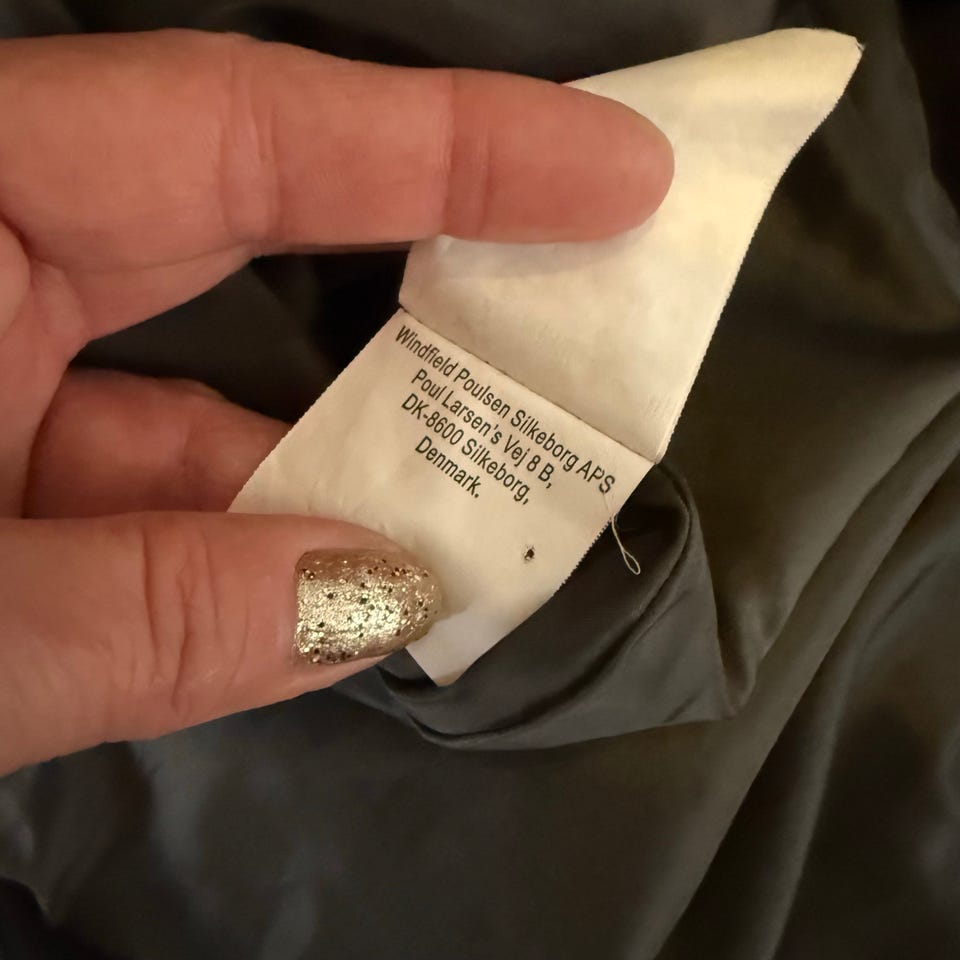 Windfield Poulsen Silkeborg APS
Poul Larsen's Vej 8 B,
DK-8600 Silkeborg,
Denmark.